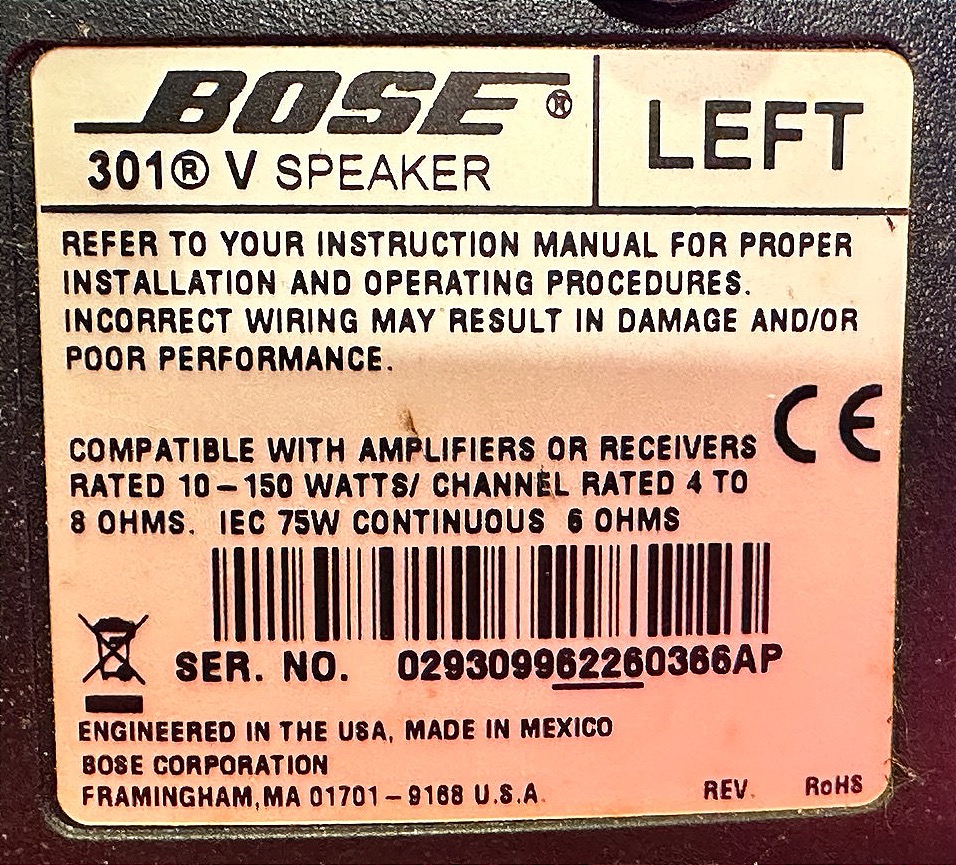 BOSE®
301® V SPEAKER
LEFT
REFER TO YOUR INSTRUCTION MANUAL FOR PROPER
INSTALLATION AND OPERATING PROCEDURES.
INCORRECT WIRING MAY RESULT IN DAMAGE AND/OR
POOR PERFORMANCE.
CE
COMPATIBLE WITH AMPLIFIERS OR RECEIVERS
RATED 10-150 WATTS/ CHANNEL RATED 4 TO
8 OHMS. IEC 75W CONTINUOUS 6 OHMS
SER. NO. 029309962260366AP
ENGINEERED IN THE USA, MADE IN MEXICO
BOSE CORPORATION
FRAMINGHAM, MA 01701-9168 U.S.A.
REV. RoHS